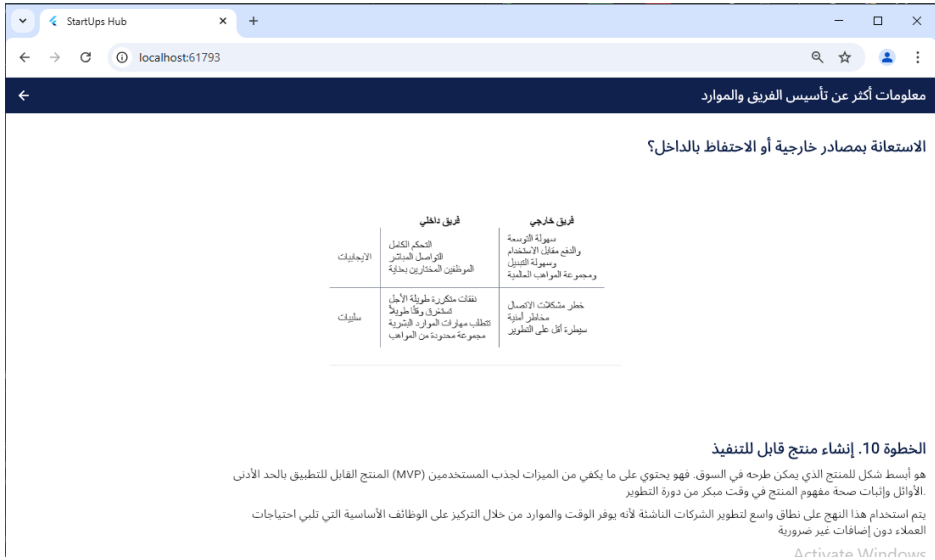 StartUps Hub
localhost:61793
معلومات أكثر عن تأسيس الفريق والموارد
الاستعانة بمصادر خارجية أو الاحتفاظ بالداخل؟
فريق خارجي
فريق داخلي
سهولة التوسعة
والدفع مقابل الاستخدام
وسهولة التبديل
ومجموعة المواهب العالمية
التحكم الكامل
التواصل المباشر
الموظفين المختارين بعناية
الايجابيات
خطر مشكلات الاتصال
مخاطر أمنية
سيطرة أقل على التطوير
نفقات متكررة طويلة الأجل
تستغرق وقتًا طويلاً
تتطلب مهارات الموارد البشرية
مجموعة محدودة من المواهب
سلبيات
الخطوة 10. إنشاء منتج قابل للتنفيذ
هو أبسط شكل للمنتج الذي يمكن طرحه في السوق. فهو يحتوي على ما يكفي من الميزات لجذب المستخدمين (MVP) المنتج القابل للتطبيق بالحد الأدنى
.الأوائل وإثبات صحة مفهوم المنتج في وقت مبكر من دورة التطوير
يتم استخدام هذا النهج على نطاق واسع لتطوير الشركات الناشئة لأنه يوفر الوقت والموارد من خلال التركيز على الوظائف الأساسية التي تلبي احتياجات
العملاء دون إضافات غير ضرورية
Activate Windows